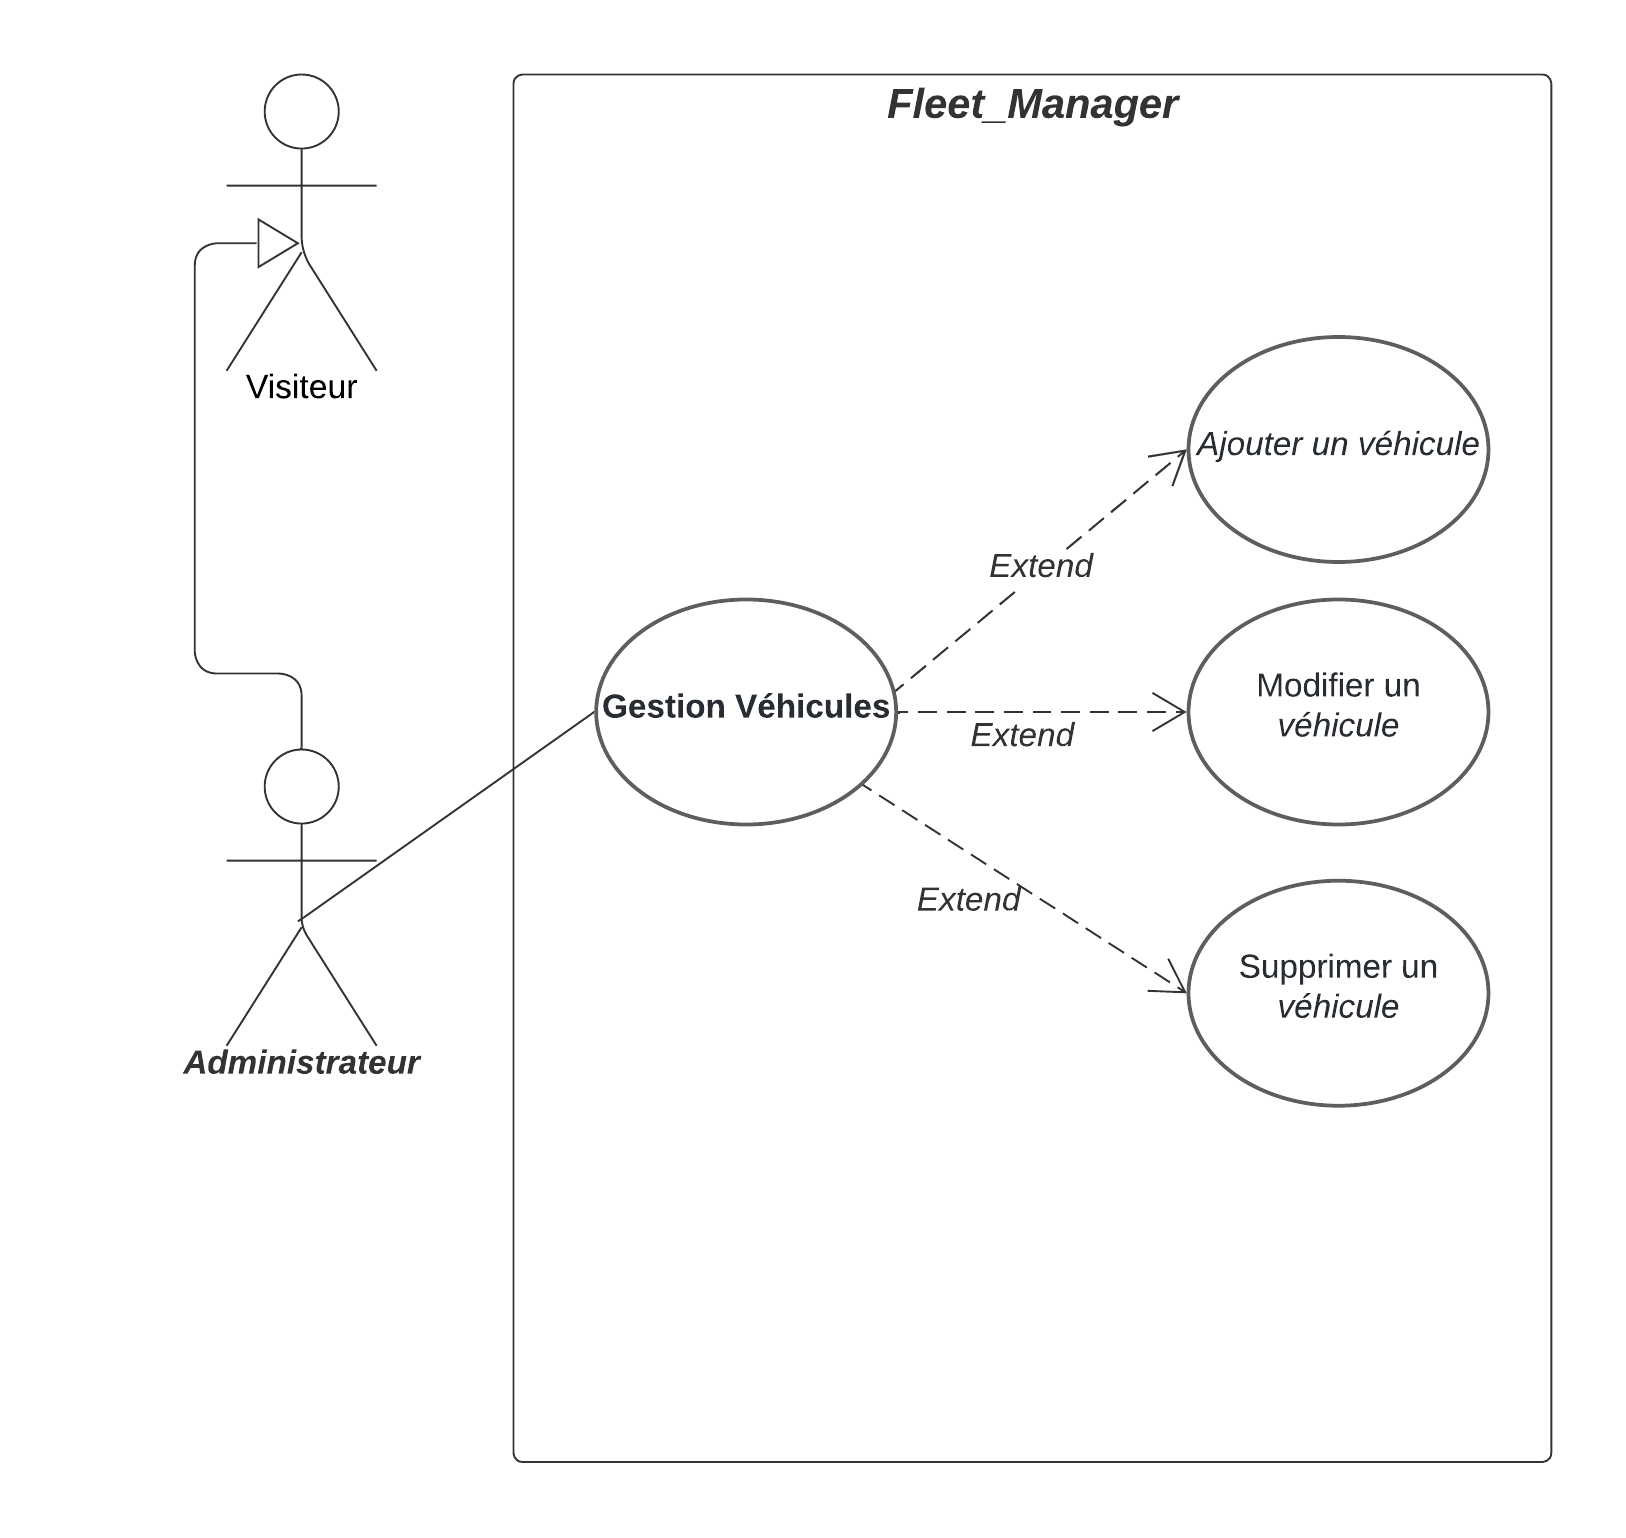 Fleet_Manager
Visiteur
Ajouter un véhicule
Extend
Modifier un
véhicule
Gestion Véhicules
Extend
Extend
Supprimer un
véhicule
Administrateur